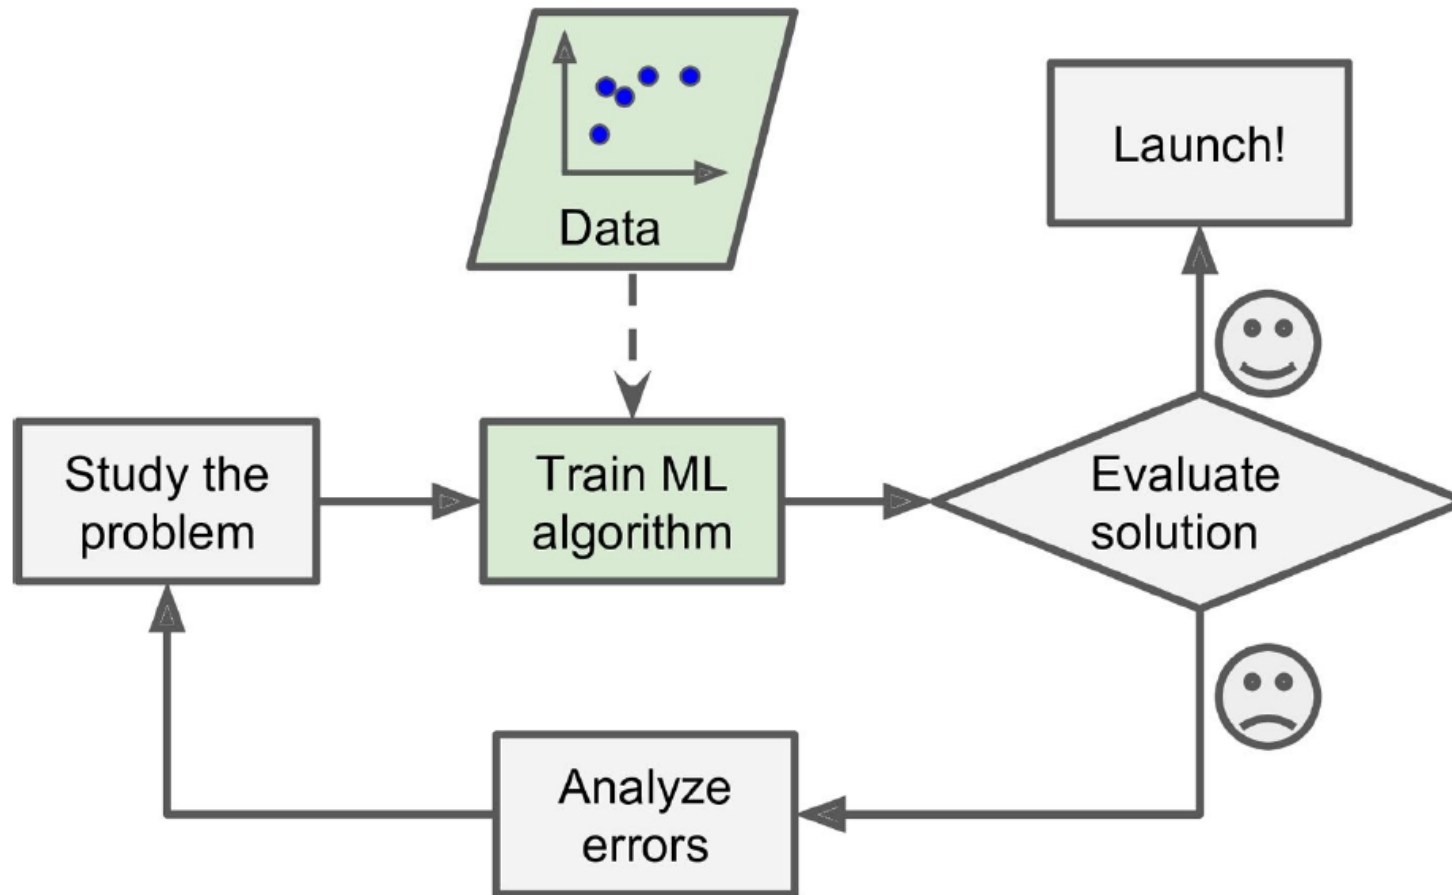 Data
Launch!
Study the
problem
Train ML
algorithm
Evaluate
solution
Analyze
errors